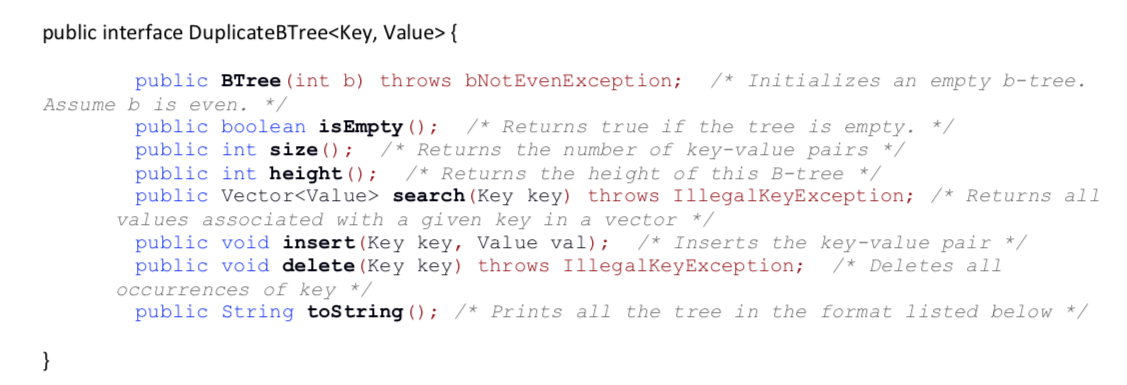 public interface DuplicateBTree<Key, Value> {
public BTree(int b) throws bNotEvenException; /* Initializes an empty b-tree.
Assume b is even. */
public boolean isEmpty(); /* Returns true if the tree is empty. */
public int size(); /* Returns the number of key-value pairs */
public int height(); /* Returns the height of this B-tree */
public Vector<Value> search(Key key) throws IllegalKeyException; /* Returns all
values associated with a given key in a vector */
public void insert(Key key, Value val); /* Inserts the key-value pair */
public void delete(Key key) throws IllegalKeyException; /* Deletes all
occurrences of key */
public String toString(); /* Prints all the tree in the format listed below */
}